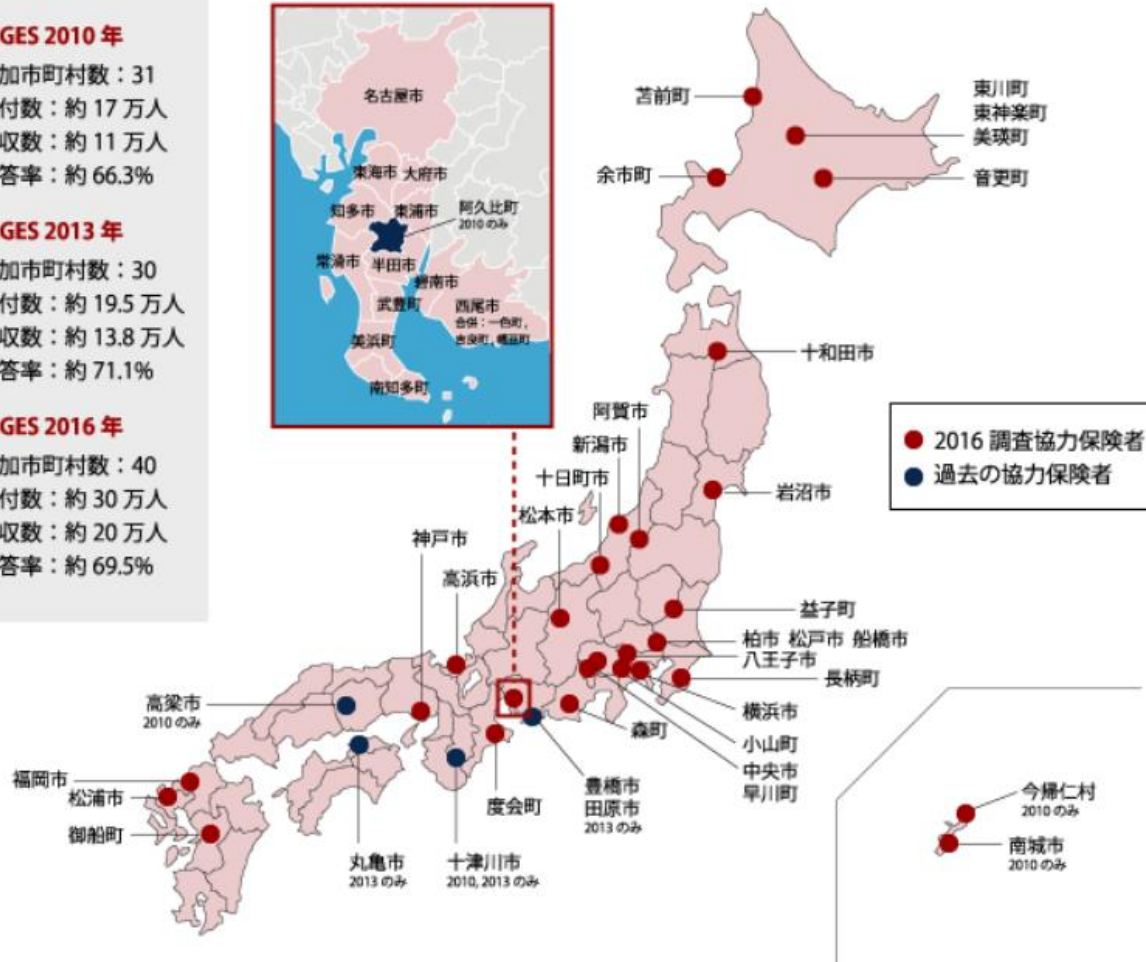 GES 2010 年
加市町村数：31
付数：約 17 万人
収数：約 11 万人
答率：約 66.3%
GES 2013 年
加市町村数：30
付数：約 19.5 万人
収数：約 13.8 万人
答率：約 71.1%
GES 2016 年
加市町村数：40
付数：約 30 万人
収数：約 20 万人
答率：約 69.5%
名古屋市
東海市 大府市
知多市 東浦市
阿久比町
2010 のみ
常滑市 半田市
碧南市
武豊町
西尾市
合併：一色町，
吉良町，幡豆町
美浜町
南知多町
苫前町
東川町
東神楽町
美瑛町
余市町
音更町
十和田市
阿賀市
新潟市
十日町市
松本市
岩沼市
2016 調査協力保険者
過去の協力保険者
神戸市
高浜市
益子町
柏市 松戸市 船橋市
八王子市
長柄町
横浜市
森町
小山町
中央市
早川町
高梁市
2010 のみ
福岡市
松浦市
御船町
度会町
豊橋市
田原市
2013 のみ
丸亀市
2013 のみ
十津川市
2010, 2013 のみ
今帰仁村
2010 のみ
南城市
2010 のみ